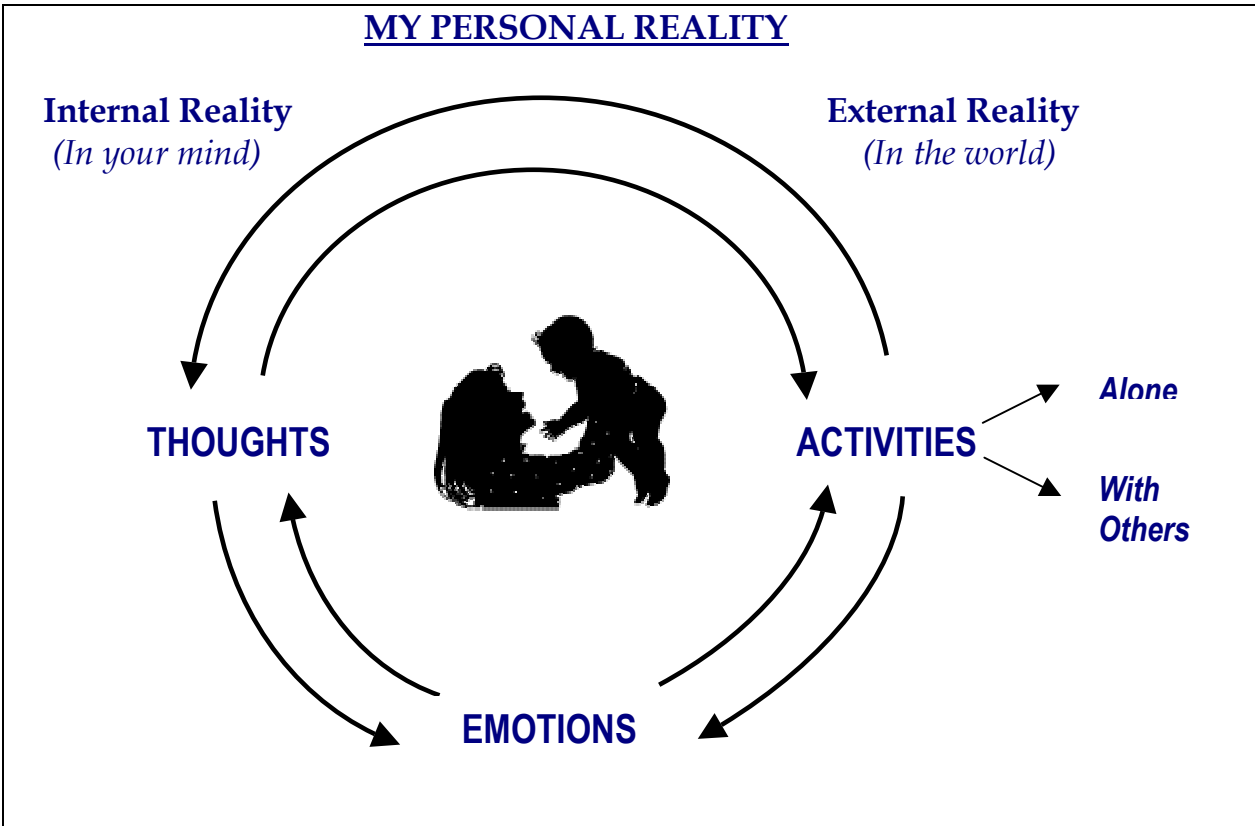 MY PERSONAL REALITY
Internal Reality
(In your mind)
External Reality
(In the world)
Alone
THOUGHTS
ACTIVITIES
With
Others
EMOTIONS